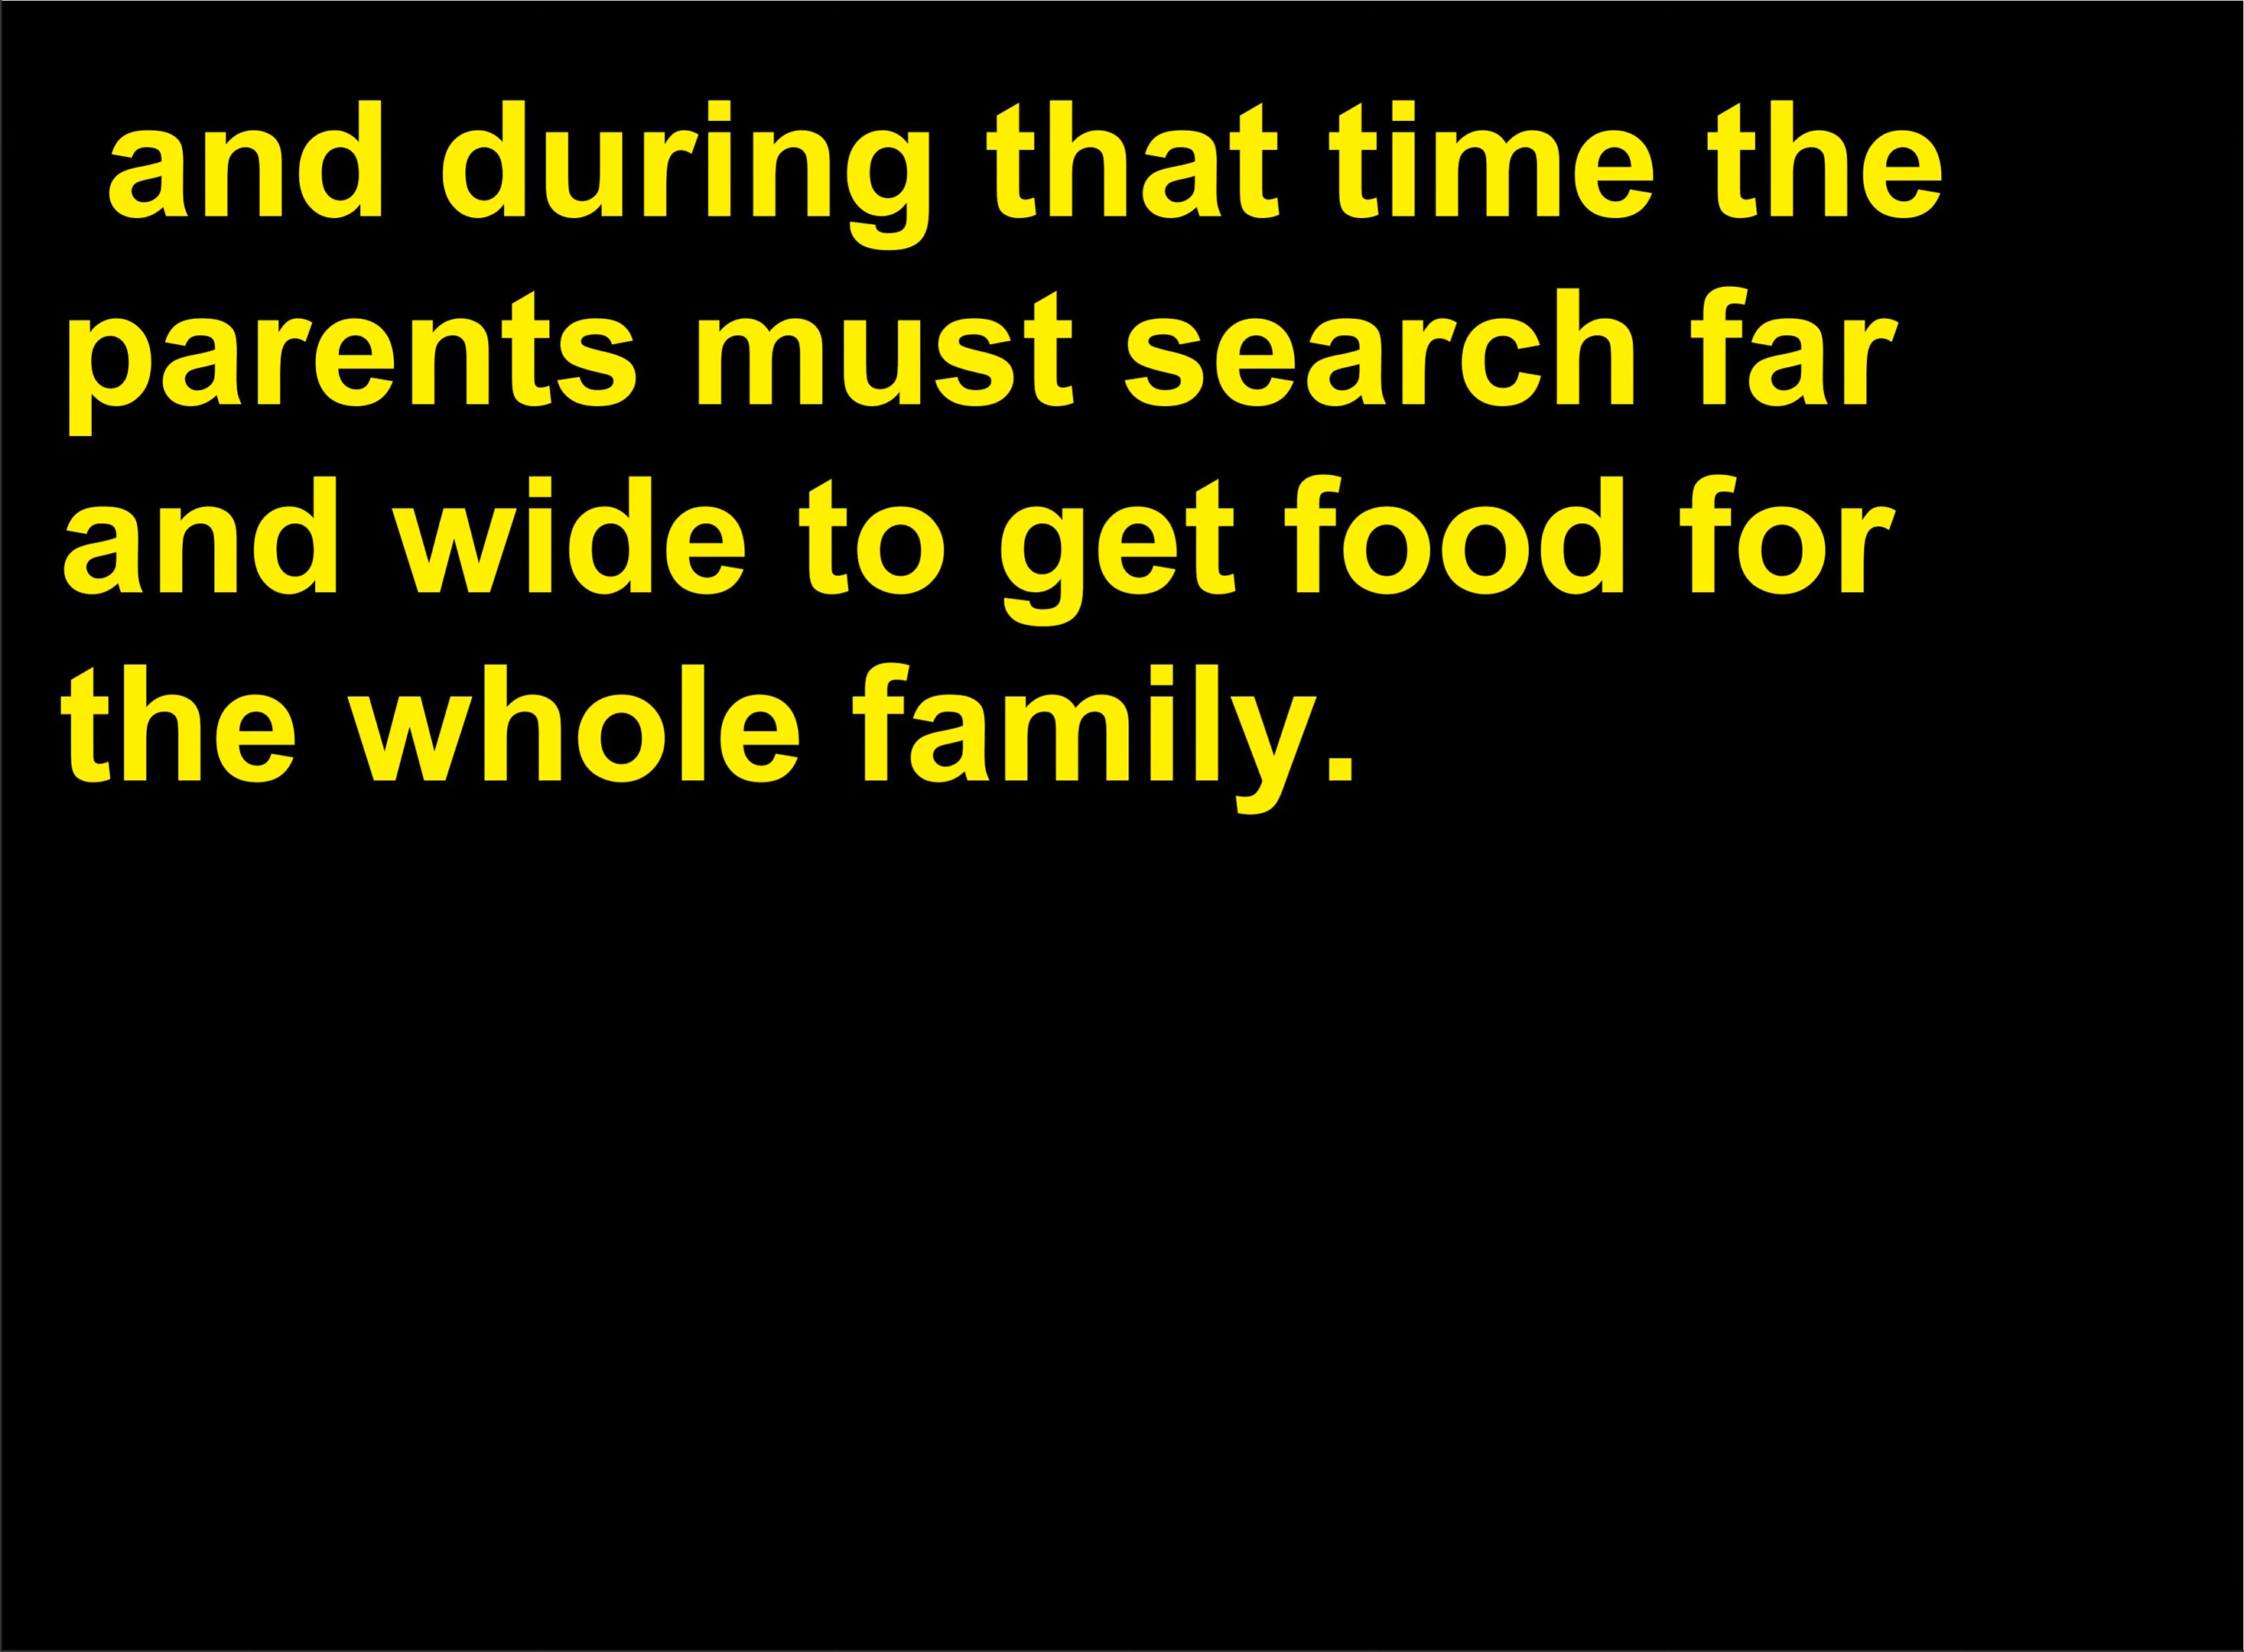 and during that time the
parents must search far
and wide to get food for
the whole family.